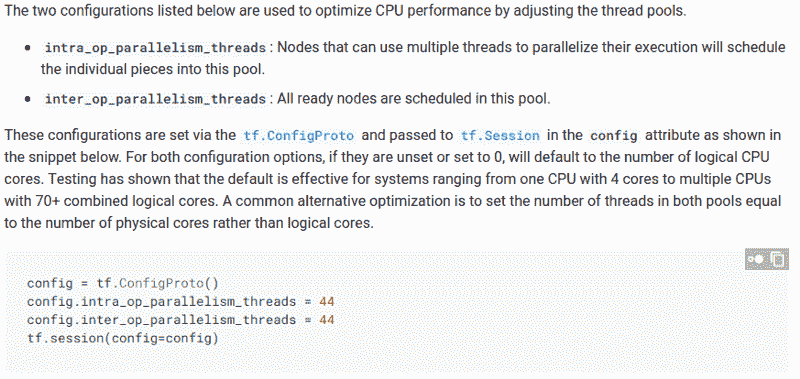 The two configurations listed below are used to optimize CPU performance by adjusting the thread pools.
intra_op_parallelism_threads : Nodes that can use multiple threads to parallelize their execution will schedule
the individual pieces into this pool.
inter_op_parallelism_threads : All ready nodes are scheduled in this pool.
These configurations are set via the tf.ConfigProto and passed to tf.Session in the config attribute as shown in
the snippet below. For both configuration options, if they are unset or set to 0, will default to the number of logical CPU
cores. Testing has shown that the default is effective for systems ranging from one CPU with 4 cores to multiple CPUs
with 70+ combined logical cores. A common alternative optimization is to set the number of threads in both pools equal
to the number of physical cores rather than logical cores.
config = tf.ConfigProto()
config.intra_op_parallelism_threads = 44
config.inter_op_parallelism_threads = 44
tf.session(config=config)